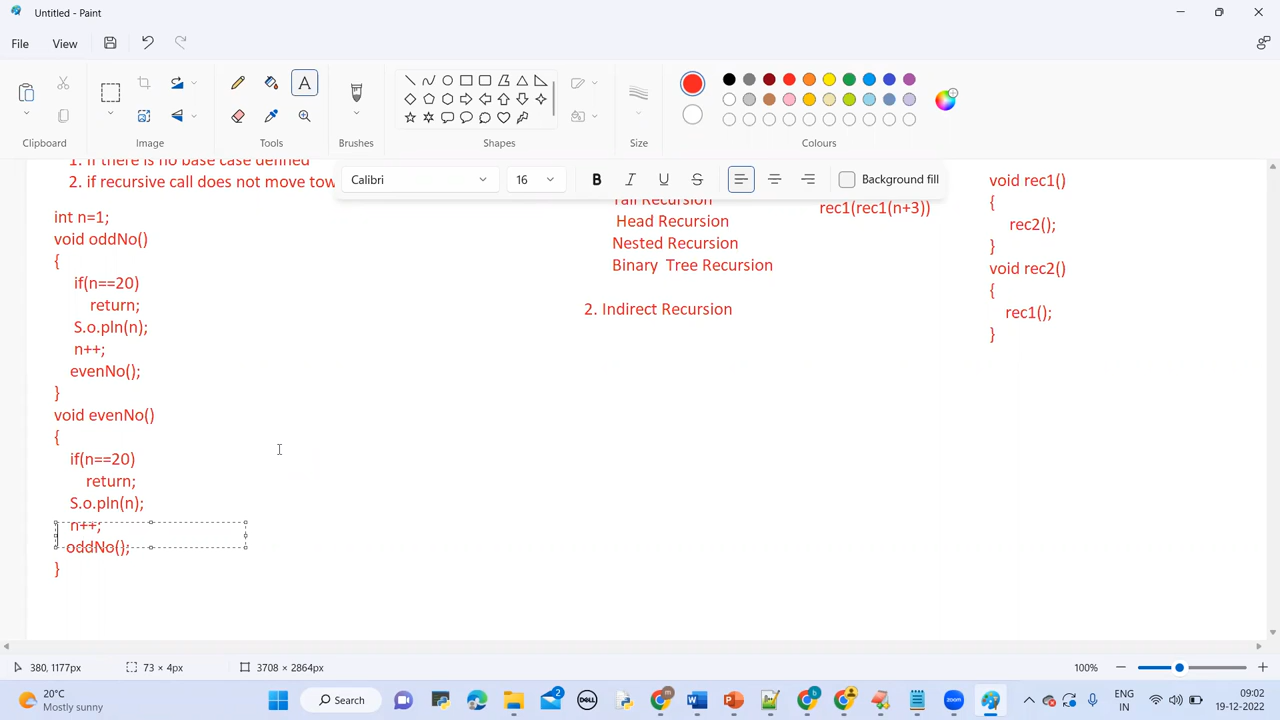 Untitled - Paint
File
View
Clipboard
Image
Tools
Brushes
Shapes
Size
Colours
Calibri
16
Background fill
1. if there is no base case defined
2. if recursive call does not move tow
int n=1;
void oddNo()
{
if(n==20)
return;
S.o.pln(n);
n++;
evenNo();
}
void evenNo()
{
if(n==20)
return;
S.o.pln(n);
n++;
oddNo();
}
Tail Recursion
Head Recursion
Nested Recursion
Binary Tree Recursion
2. Indirect Recursion
rec1(rec1(n+3))
void rec1()
{
rec2();
}
void rec2()
{
rec1();
}
380, 1177px
73 × 4px
3708 × 2864px
100%
20°C
Mostly sunny
Search
2
DELL
m
b
zoom
ENG
IN
09:02
19-12-2022